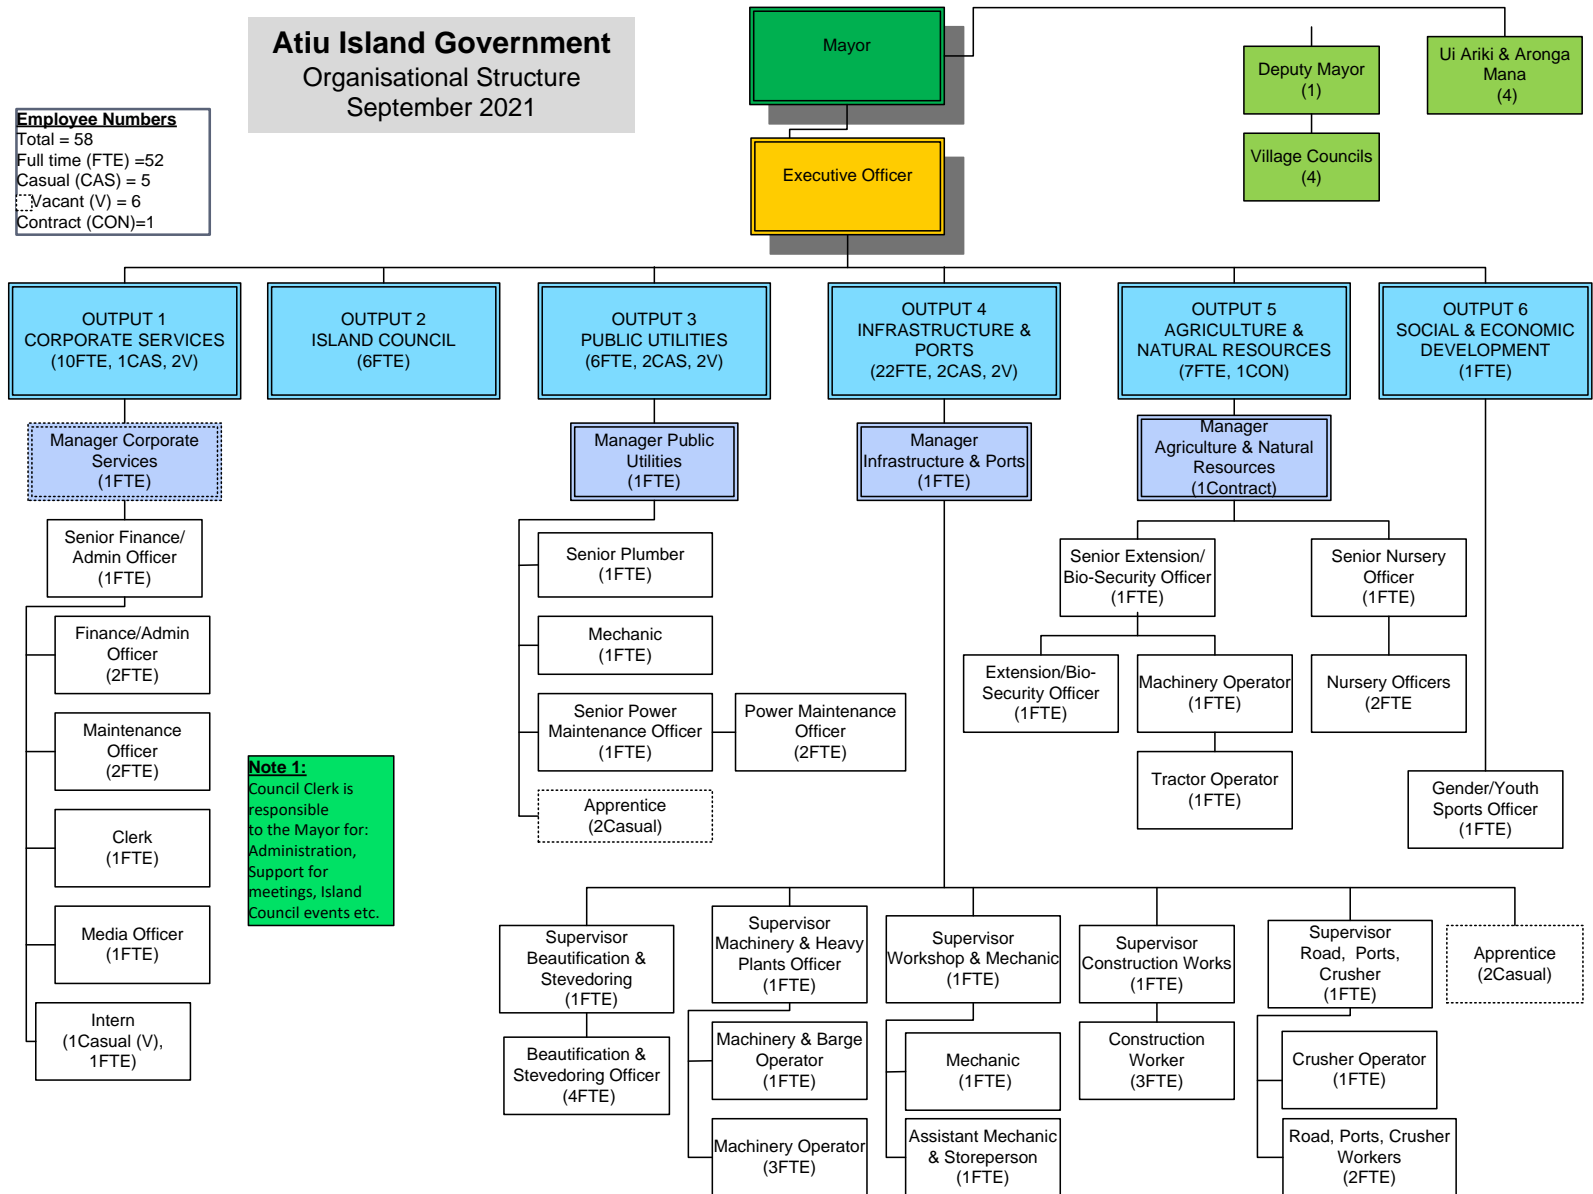 Atiu Island Government
Organisational Structure
September 2021
Employee Numbers
Total = 58
Full time (FTE) =52
Casual (CAS) = 5
Vacant (V) = 6
Contract (CON)=1
Mayor
Executive Officer
Deputy Mayor
(1)
Village Councils
(4)
Ui Ariki & Aronga
Mana
(4)
OUTPUT 1
CORPORATE SERVICES
(10FTE, 1CAS, 2V)
OUTPUT 2
ISLAND COUNCIL
(6FTE)
OUTPUT 3
PUBLIC UTILITIES
(6FTE, 2CAS, 2V)
OUTPUT 4
INFRASTRUCTURE &
PORTS
(22FTE, 2CAS, 2V)
OUTPUT 5
AGRICULTURE &
NATURAL RESOURCES
(7FTE, 1CON)
OUTPUT 6
SOCIAL & ECONOMIC
DEVELOPMENT
(1FTE)
Manager Corporate
Services
(1FTE)
Senior Finance/
Admin Officer
(1FTE)
Finance/Admin
Officer
(2FTE)
Maintenance
Officer
(2FTE)
Clerk
(1FTE)
Media Officer
(1FTE)
Intern
(1Casual (V),
1FTE)
Note 1:
Council Clerk is
responsible
to the Mayor for:
Administration,
Support for
meetings, Island
Council events etc.
Manager Public
Utilities
(1FTE)
Senior Plumber
(1FTE)
Mechanic
(1FTE)
Senior Power
Maintenance Officer
(1FTE)
Power Maintenance
Officer
(2FTE)
Apprentice
(2Casual)
Manager
Infrastructure & Ports
(1FTE)
Manager
Agriculture & Natural
Resources
(1Contract)
Senior Extension/
Bio-Security Officer
(1FTE)
Senior Nursery
Officer
(1FTE)
Extension/Bio-
Security Officer
(1FTE)
Machinery Operator
(1FTE)
Nursery Officers
(2FTE
Tractor Operator
(1FTE)
Gender/Youth
Sports Officer
(1FTE)
Supervisor
Beautification &
Stevedoring
(1FTE)
Beautification &
Stevedoring Officer
(4FTE)
Supervisor
Machinery & Heavy
Plants Officer
(1FTE)
Machinery & Barge
Operator
(1FTE)
Machinery Operator
(3FTE)
Supervisor
Workshop & Mechanic
(1FTE)
Mechanic
(1FTE)
Assistant Mechanic
& Storeperson
(1FTE)
Supervisor
Construction Works
(1FTE)
Construction
Worker
(3FTE)
Supervisor
Road, Ports,
Crusher
(1FTE)
Crusher Operator
(1FTE)
Road, Ports, Crusher
Workers
(2FTE)
Apprentice
(2Casual)